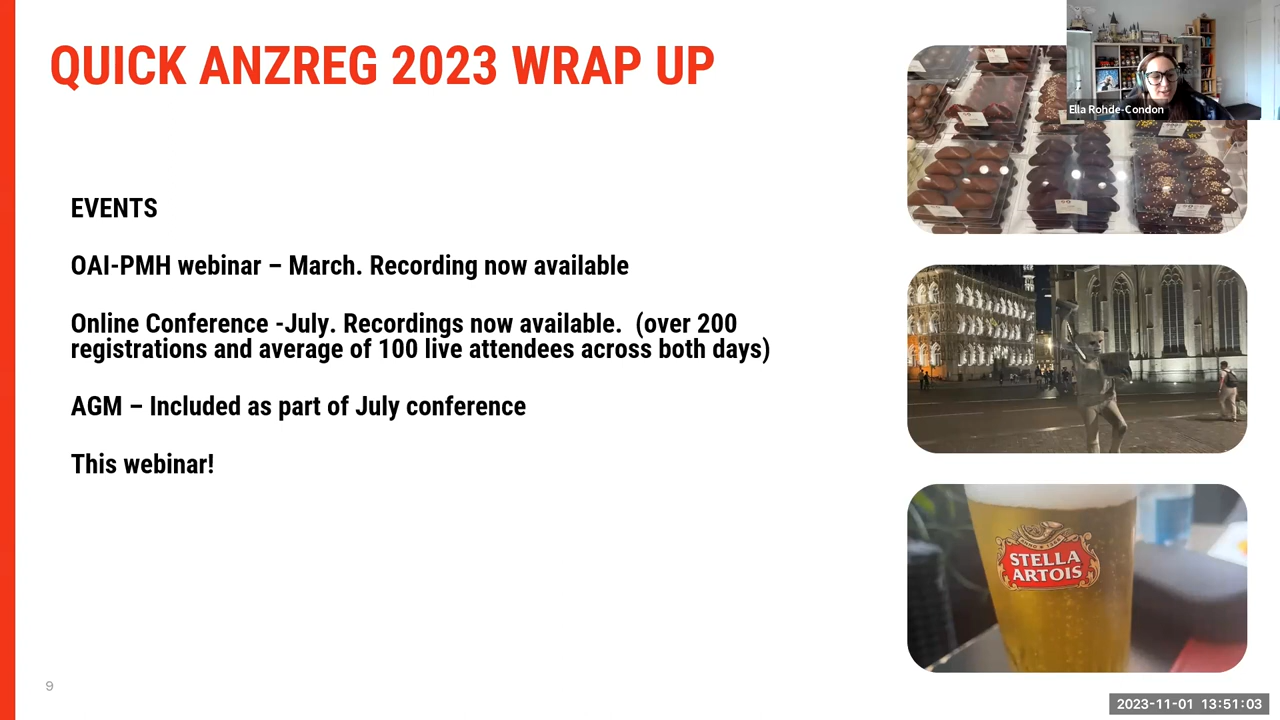 QUICK ANZREG 2023 WRAP UP
Ella Rohde-Condon
EVENTS
OAI-PMH webinar – March. Recording now available
Online Conference -July. Recordings now available.  (over 200
registrations and average of 100 live attendees across both days)
AGM – Included as part of July conference
This webinar!
STELLA
ARTOIS
9
2023-11-01 13:51:03